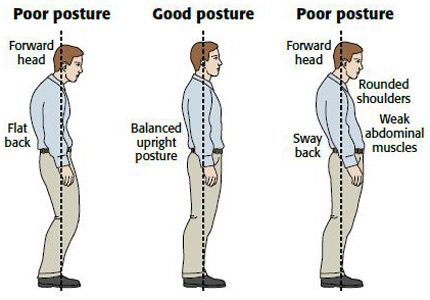 Poor posture
Forward
head
Flat
back
Good posture
Balanced
upright
posture
Poor posture
Forward
head
Rounded
shoulders
Weak
abdominal
muscles
Sway
back